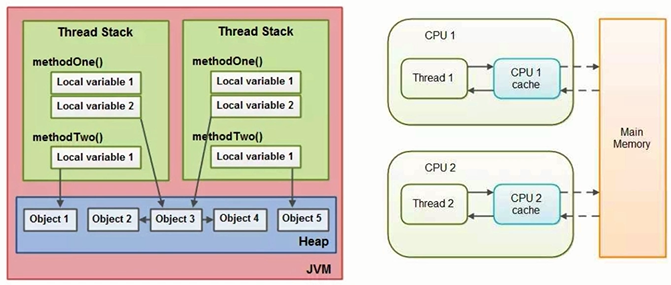 Thread Stack
methodOne()
Local variable 1
Local variable 2
methodTwo()
Local variable 1
Thread Stack
methodOne()
Local variable 1
Local variable 2
methodTwo()
Local variable 1
Object 1
Object 2
Object 3
Object 4
Object 5
Heap
JVM
CPU 1
Thread 1
CPU 1
cache
CPU 2
Thread 2
CPU 2
cache
Main
Memory